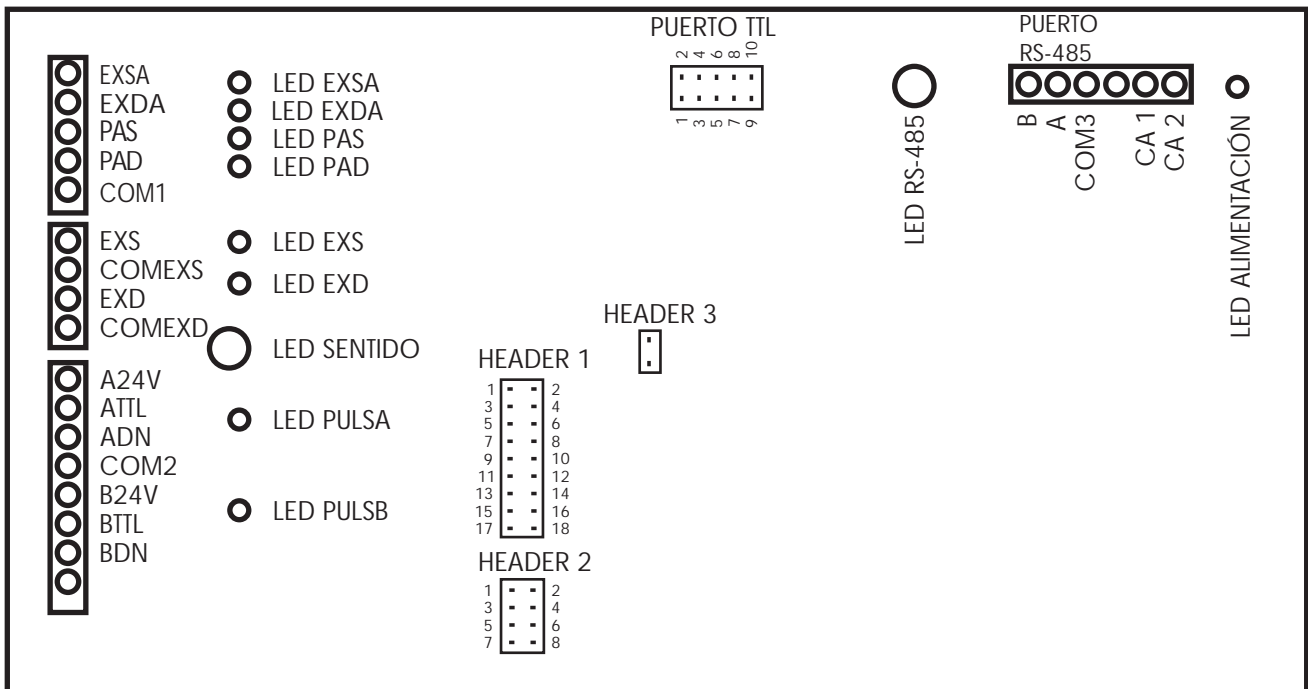 PUERTO TTL
2 4 6 8 10
1 3 5 7 9
PUERTO
RS-485
B
A
COM3
CA 1
CA 2
LED RS-485
LED ALIMENTACIÓN
EXSA
EXDA
PAS
PAD
COM1
LED EXSA
LED EXDA
LED PAS
LED PAD
EXS
COMEXS
EXD
COMEXD
LED EXS
LED EXD
LED SENTIDO
A24V
ATTL
ADN
COM2
B24V
BTTL
BDN
LED PULSA
LED PULSB
HEADER 3
HEADER 1
1 2
3 4
5 6
7 8
9 10
11 12
13 14
15 16
17 18
HEADER 2
1 2
3 4
5 6
7 8